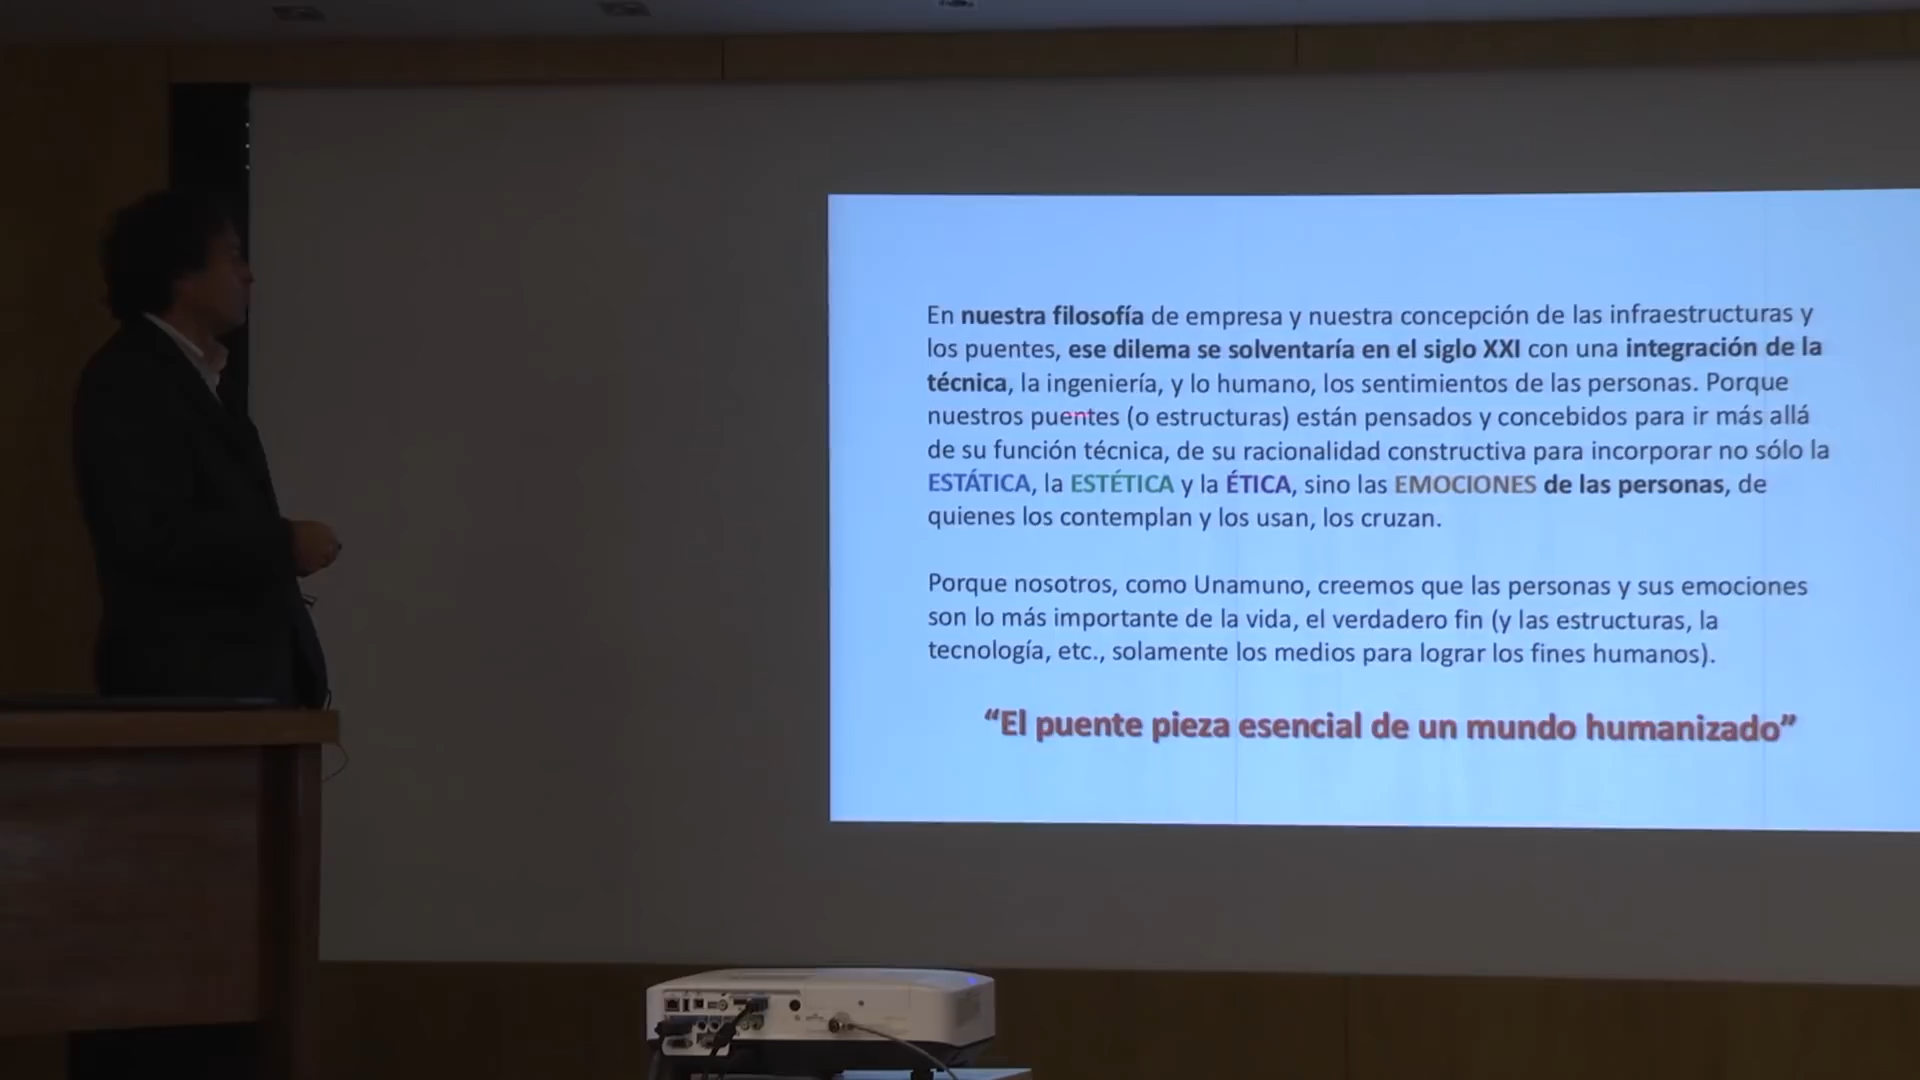 En nuestra filosofía de empresa y nuestra concepción de las infraestructuras y
los puentes, ese dilema se solventaría en el siglo XXI con una integración de la
técnica, la ingeniería, y lo humano, los sentimientos de las personas. Porque
nuestros puentes (o estructuras) están pensados y concebidos para ir más allá
de su función técnica, de su racionalidad constructiva para incorporar no sólo la
ESTÁTICA, la ESTÉTICA y la ÉTICA, sino las EMOCIONES de las personas, de
quienes los contemplan y los usan, los cruzan.
Porque nosotros, como Unamuno, creemos que las personas y sus emociones
son lo más importante de la vida, el verdadero fin (y las estructuras, la
tecnología, etc., solamente los medios para lograr los fines humanos).
“El puente pieza esencial de un mundo humanizado”